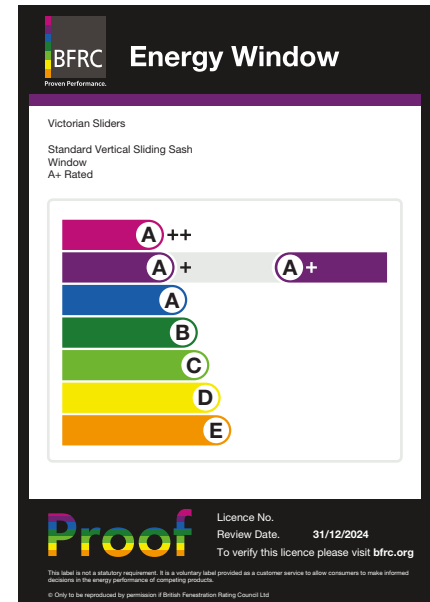 BFRC
Proven Performance.
Energy Window
Victorian Sliders
Standard Vertical Sliding Sash
Window
A+ Rated
A ++
A + A +
A
B
C
D
E
Proof
Licence No.
Review Date. 31/12/2024
To verify this licence please visit bfrc.org
This label is not a statutory requirement. It is a voluntary label provided as a customer service to allow consumers to make informed
decisions in the energy performance of competing products.
© Only to be reproduced by permission if British Fenestration Rating Council Ltd